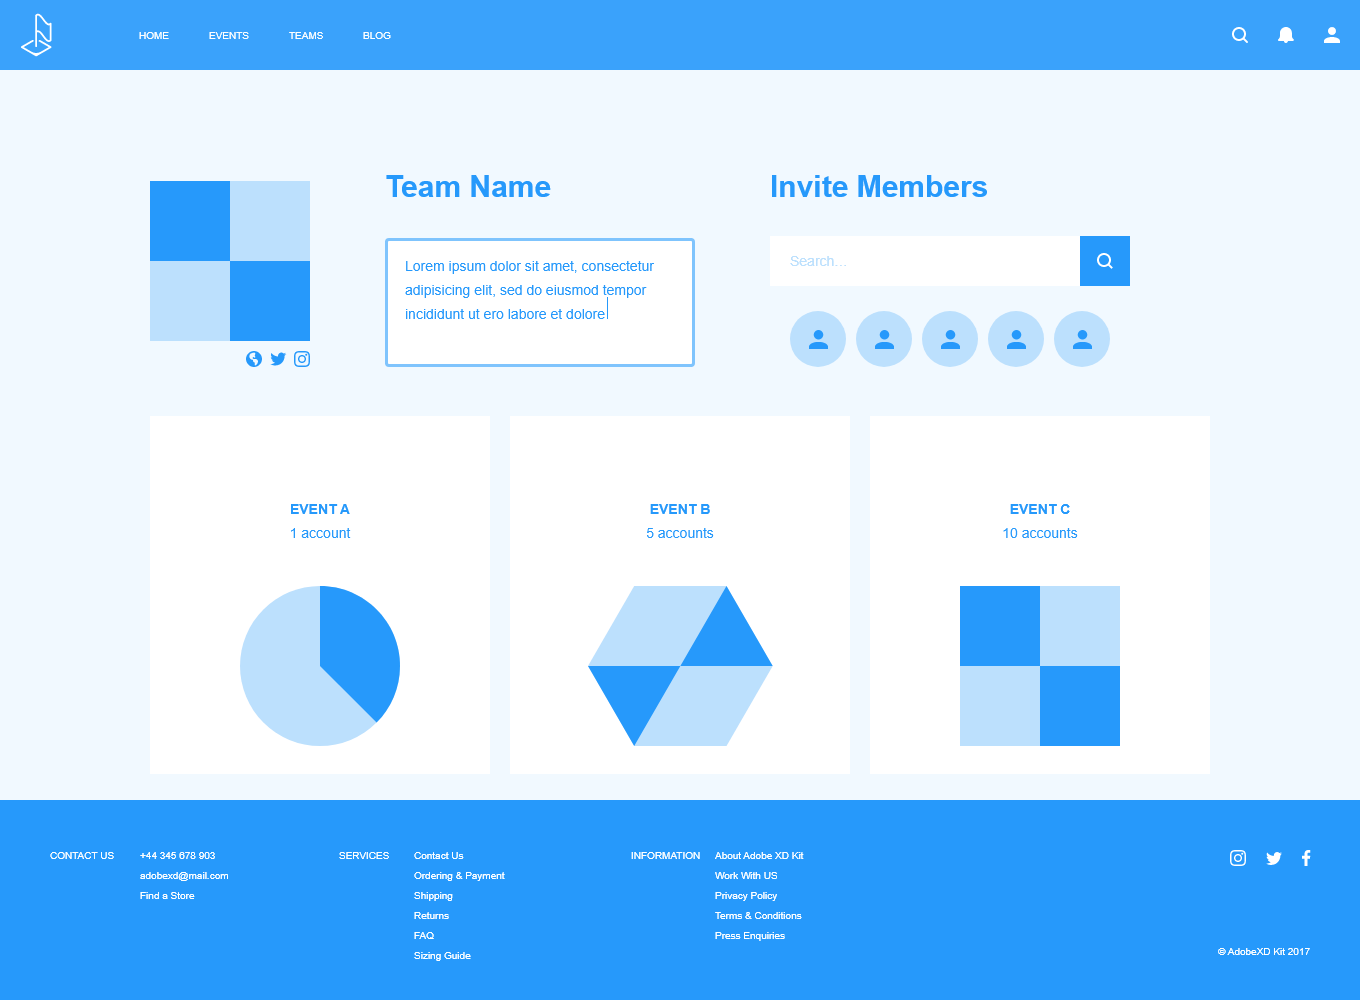 HOME
EVENTS
TEAMS
BLOG
Team Name
Lorem ipsum dolor sit amet, consectetur
adipisicing elit, sed do eiusmod tempor
incididunt ut ero labore et dolore
Invite Members
Search...
EVENT A
1 account
EVENT B
5 accounts
EVENT C
10 accounts
CONTACT US
+44 345 678 903
adobexd@mail.com
Find a Store
SERVICES
Contact Us
Ordering & Payment
Shipping
Returns
FAQ
Sizing Guide
INFORMATION
About Adobe XD Kit
Work With US
Privacy Policy
Terms & Conditions
Press Enquiries
© AdobeXD Kit 2017